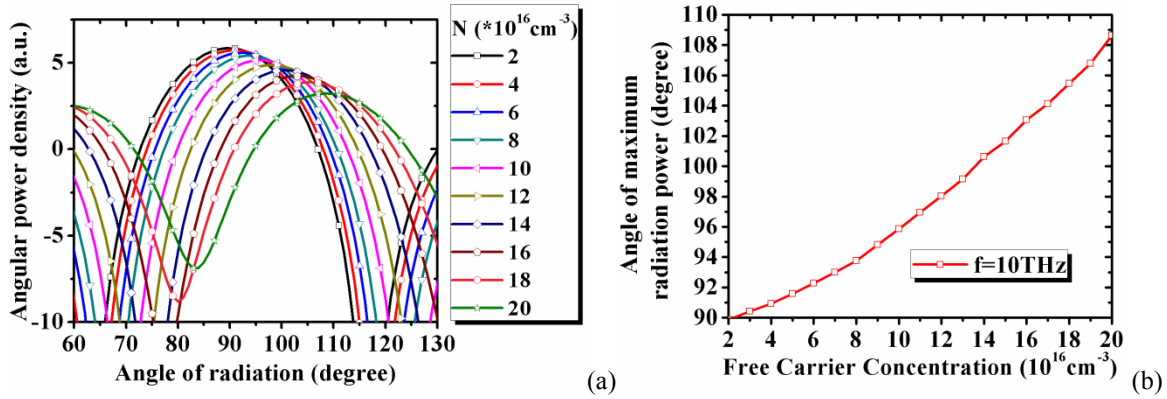 Angular power density (a.u.)
5
0
-5
-10
60 70 80 90 100 110 120 130
Angle of radiation (degree)
N (*10¹⁶cm⁻³)
2
4
6
8
10
12
14
16
18
20
(a)
Angle of maximum
radiation power (degree)
108
106
104
102
100
98
96
94
92
90
f=10THz
2 4 6 8 10 12 14 16 18 20
Free Carrier Concentration (10¹⁶cm⁻³)
(b)